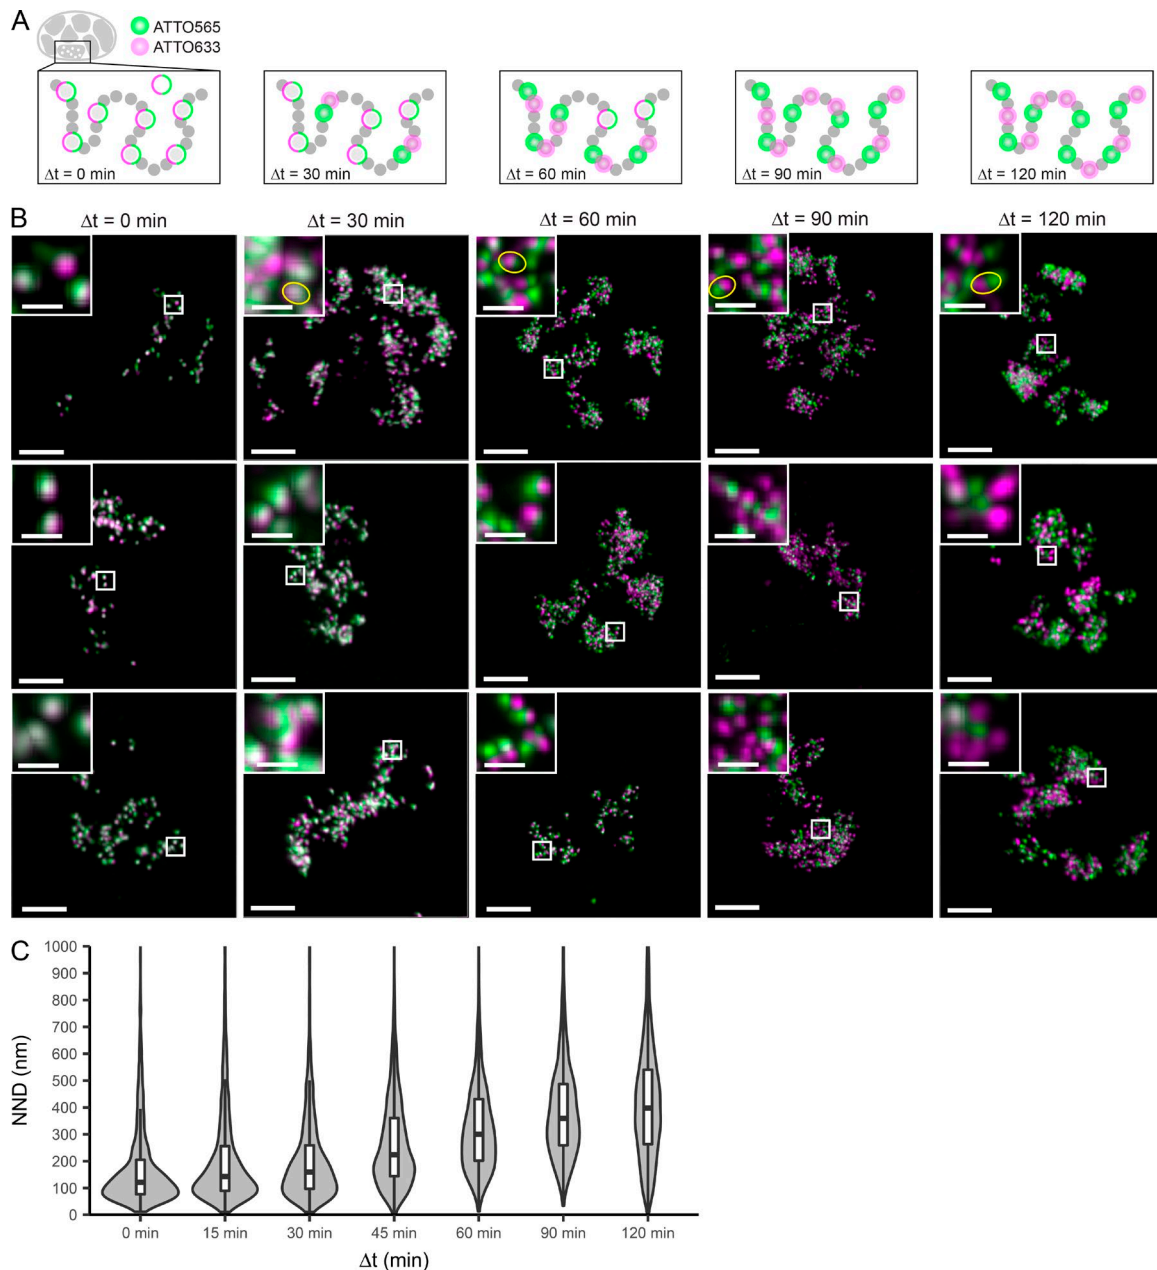 A
ATTO565
ATTO633
Δt = 0 min
Δt = 30 min
Δt = 60 min
Δt = 90 min
Δt = 120 min
B
Δt = 0 min
Δt = 30 min
Δt = 60 min
Δt = 90 min
Δt = 120 min
C
NND (nm)
1000
900
800
700
600
500
400
300
200
100
0
0 min
15 min
30 min
45 min
60 min
90 min
120 min
Δt (min)